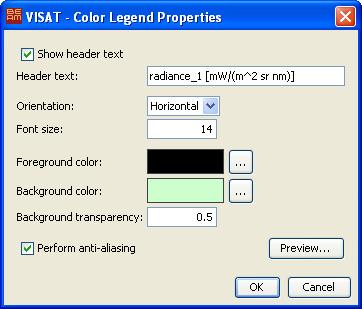 BEAM VISAT - Color Legend Properties
Show header text
Header text: radiance_1 [mW/(m^2 sr nm)]
Orientation: Horizontal
Font size: 14
Foreground color: ...
Background color: ...
Background transparency: 0.5
Perform anti-aliasing Preview...
OK Cancel